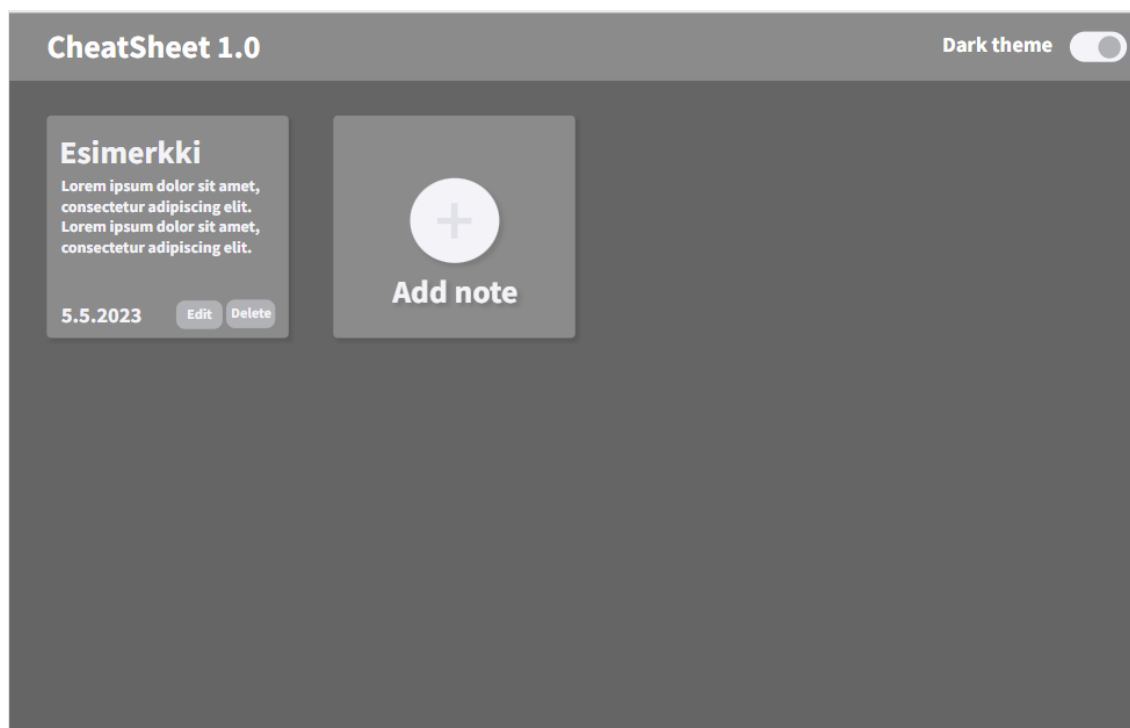 CheatSheet 1.0
Dark theme
Esimerkki
Lorem ipsum dolor sit amet,
consectetur adipiscing elit.
Lorem ipsum dolor sit amet,
consectetur adipiscing elit.
5.5.2023
Edit
Delete
+
Add note